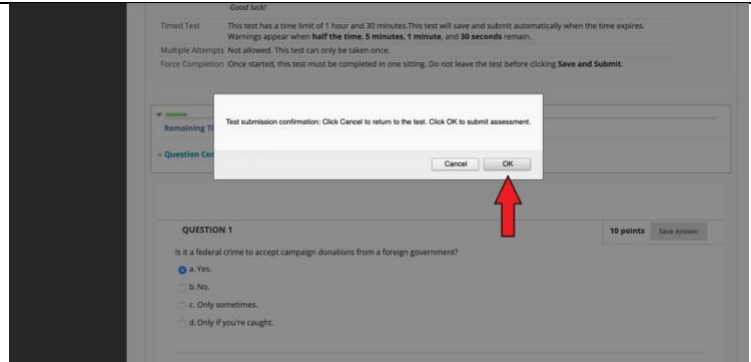 Good luck!
Timed Test This test has a time limit of 1 hour and 30 minutes.This test will save and submit automatically when the time expires.
Warnings appear when half the time, 5 minutes, 1 minute, and 30 seconds remain.
Multiple Attempts Not allowed. This test can only be taken once.
Force Completion Once started, this test must be completed in one sitting. Do not leave the test before clicking Save and Submit.
Test submission confirmation: Click Cancel to return to the test. Click OK to submit assessment.
Remaining
Question
Cancel OK
QUESTION 1
10 points Save Answer
Is it a federal crime to accept campaign donations from a foreign government?
a. Yes.
b. No.
c. Only sometimes.
d. Only if you're caught.